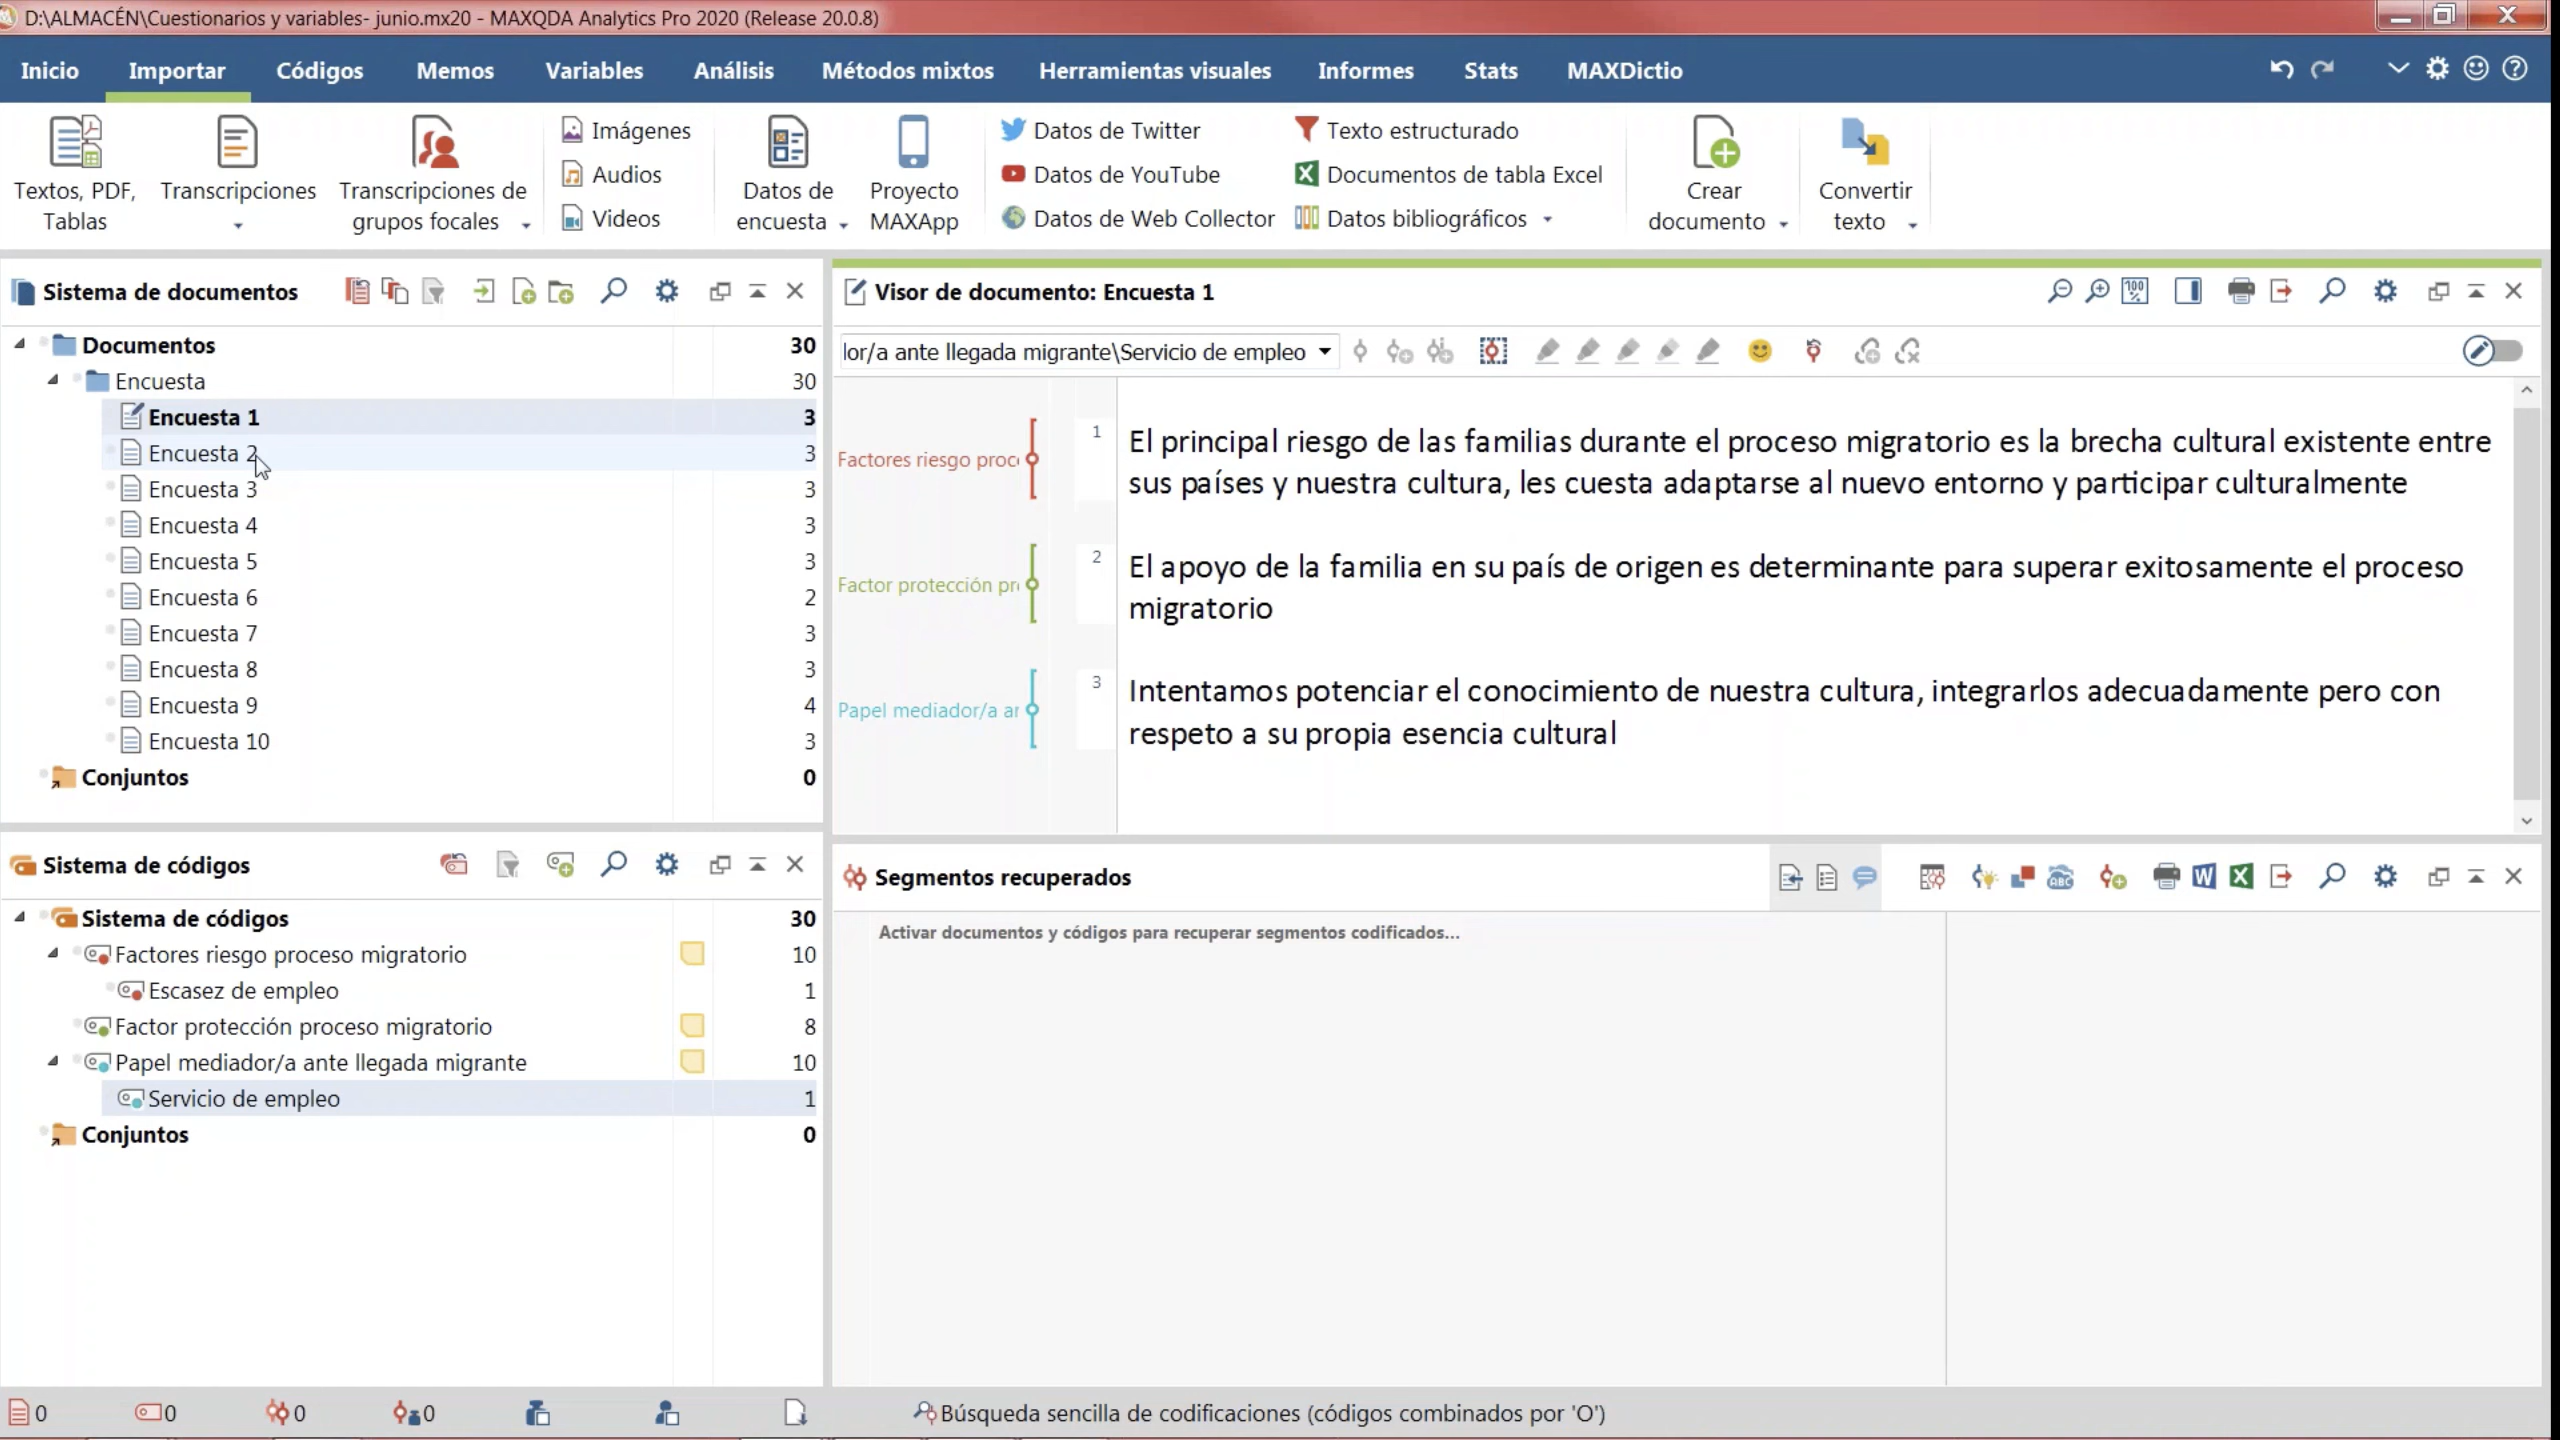 D:\ALMACÉN\Cuestionarios y variables- junio.mx20 - MAXQDA Analytics Pro 2020 (Release 20.0.8)
Inicio Importar Códigos Memos Variables Análisis Métodos mixtos Herramientas visuales Informes Stats MAXDictio
Textos, PDF, Tablas
Transcripciones
Transcripciones de grupos focales
Imágenes
Audios
Videos
Datos de encuesta
Proyecto MAXApp
Datos de Twitter
Datos de YouTube
Datos de Web Collector
Texto estructurado
Documentos de tabla Excel
Datos bibliográficos
Crear documento
Convertir texto
Sistema de documentos
Documentos 30
Encuesta 30
Encuesta 1 3
Encuesta 2 3
Encuesta 3 3
Encuesta 4 3
Encuesta 5 3
Encuesta 6 2
Encuesta 7 3
Encuesta 8 3
Encuesta 9 4
Encuesta 10 3
Conjuntos 0
Visor de documento: Encuesta 1
100 %
lor/a ante llegada migrante\Servicio de empleo
Factores riesgo proc
1 El principal riesgo de las familias durante el proceso migratorio es la brecha cultural existente entre
sus países y nuestra cultura, les cuesta adaptarse al nuevo entorno y participar culturalmente
Factor protección pr
2 El apoyo de la familia en su país de origen es determinante para superar exitosamente el proceso
migratorio
Papel mediador/a ar
3 Intentamos potenciar el conocimiento de nuestra cultura, integrarlos adecuadamente pero con
respeto a su propia esencia cultural
Sistema de códigos
Sistema de códigos 30
Factores riesgo proceso migratorio 10
Escasez de empleo 1
Factor protección proceso migratorio 8
Papel mediador/a ante llegada migrante 10
Servicio de empleo 1
Conjuntos 0
Segmentos recuperados
ABC W
Activar documentos y códigos para recuperar segmentos codificados...
0 0 0 0
Búsqueda sencilla de codificaciones (códigos combinados por 'O')